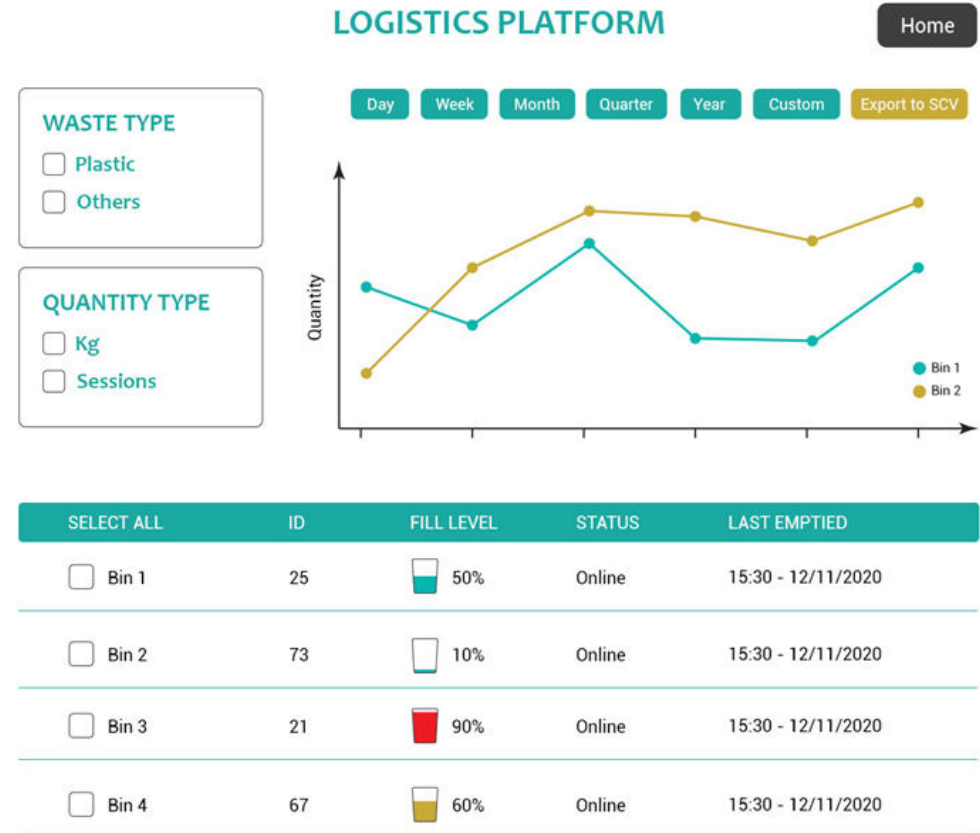 LOGISTICS PLATFORM
Home
WASTE TYPE
Plastic
Others
QUANTITY TYPE
Kg
Sessions
Day Week Month Quarter Year Custom Export to SCV
Quantity
Bin 1
Bin 2
SELECT ALL ID FILL LEVEL STATUS LAST EMPTIED
Bin 1 25 50% Online 15:30 - 12/11/2020
Bin 2 73 10% Online 15:30 - 12/11/2020
Bin 3 21 90% Online 15:30 - 12/11/2020
Bin 4 67 60% Online 15:30 - 12/11/2020